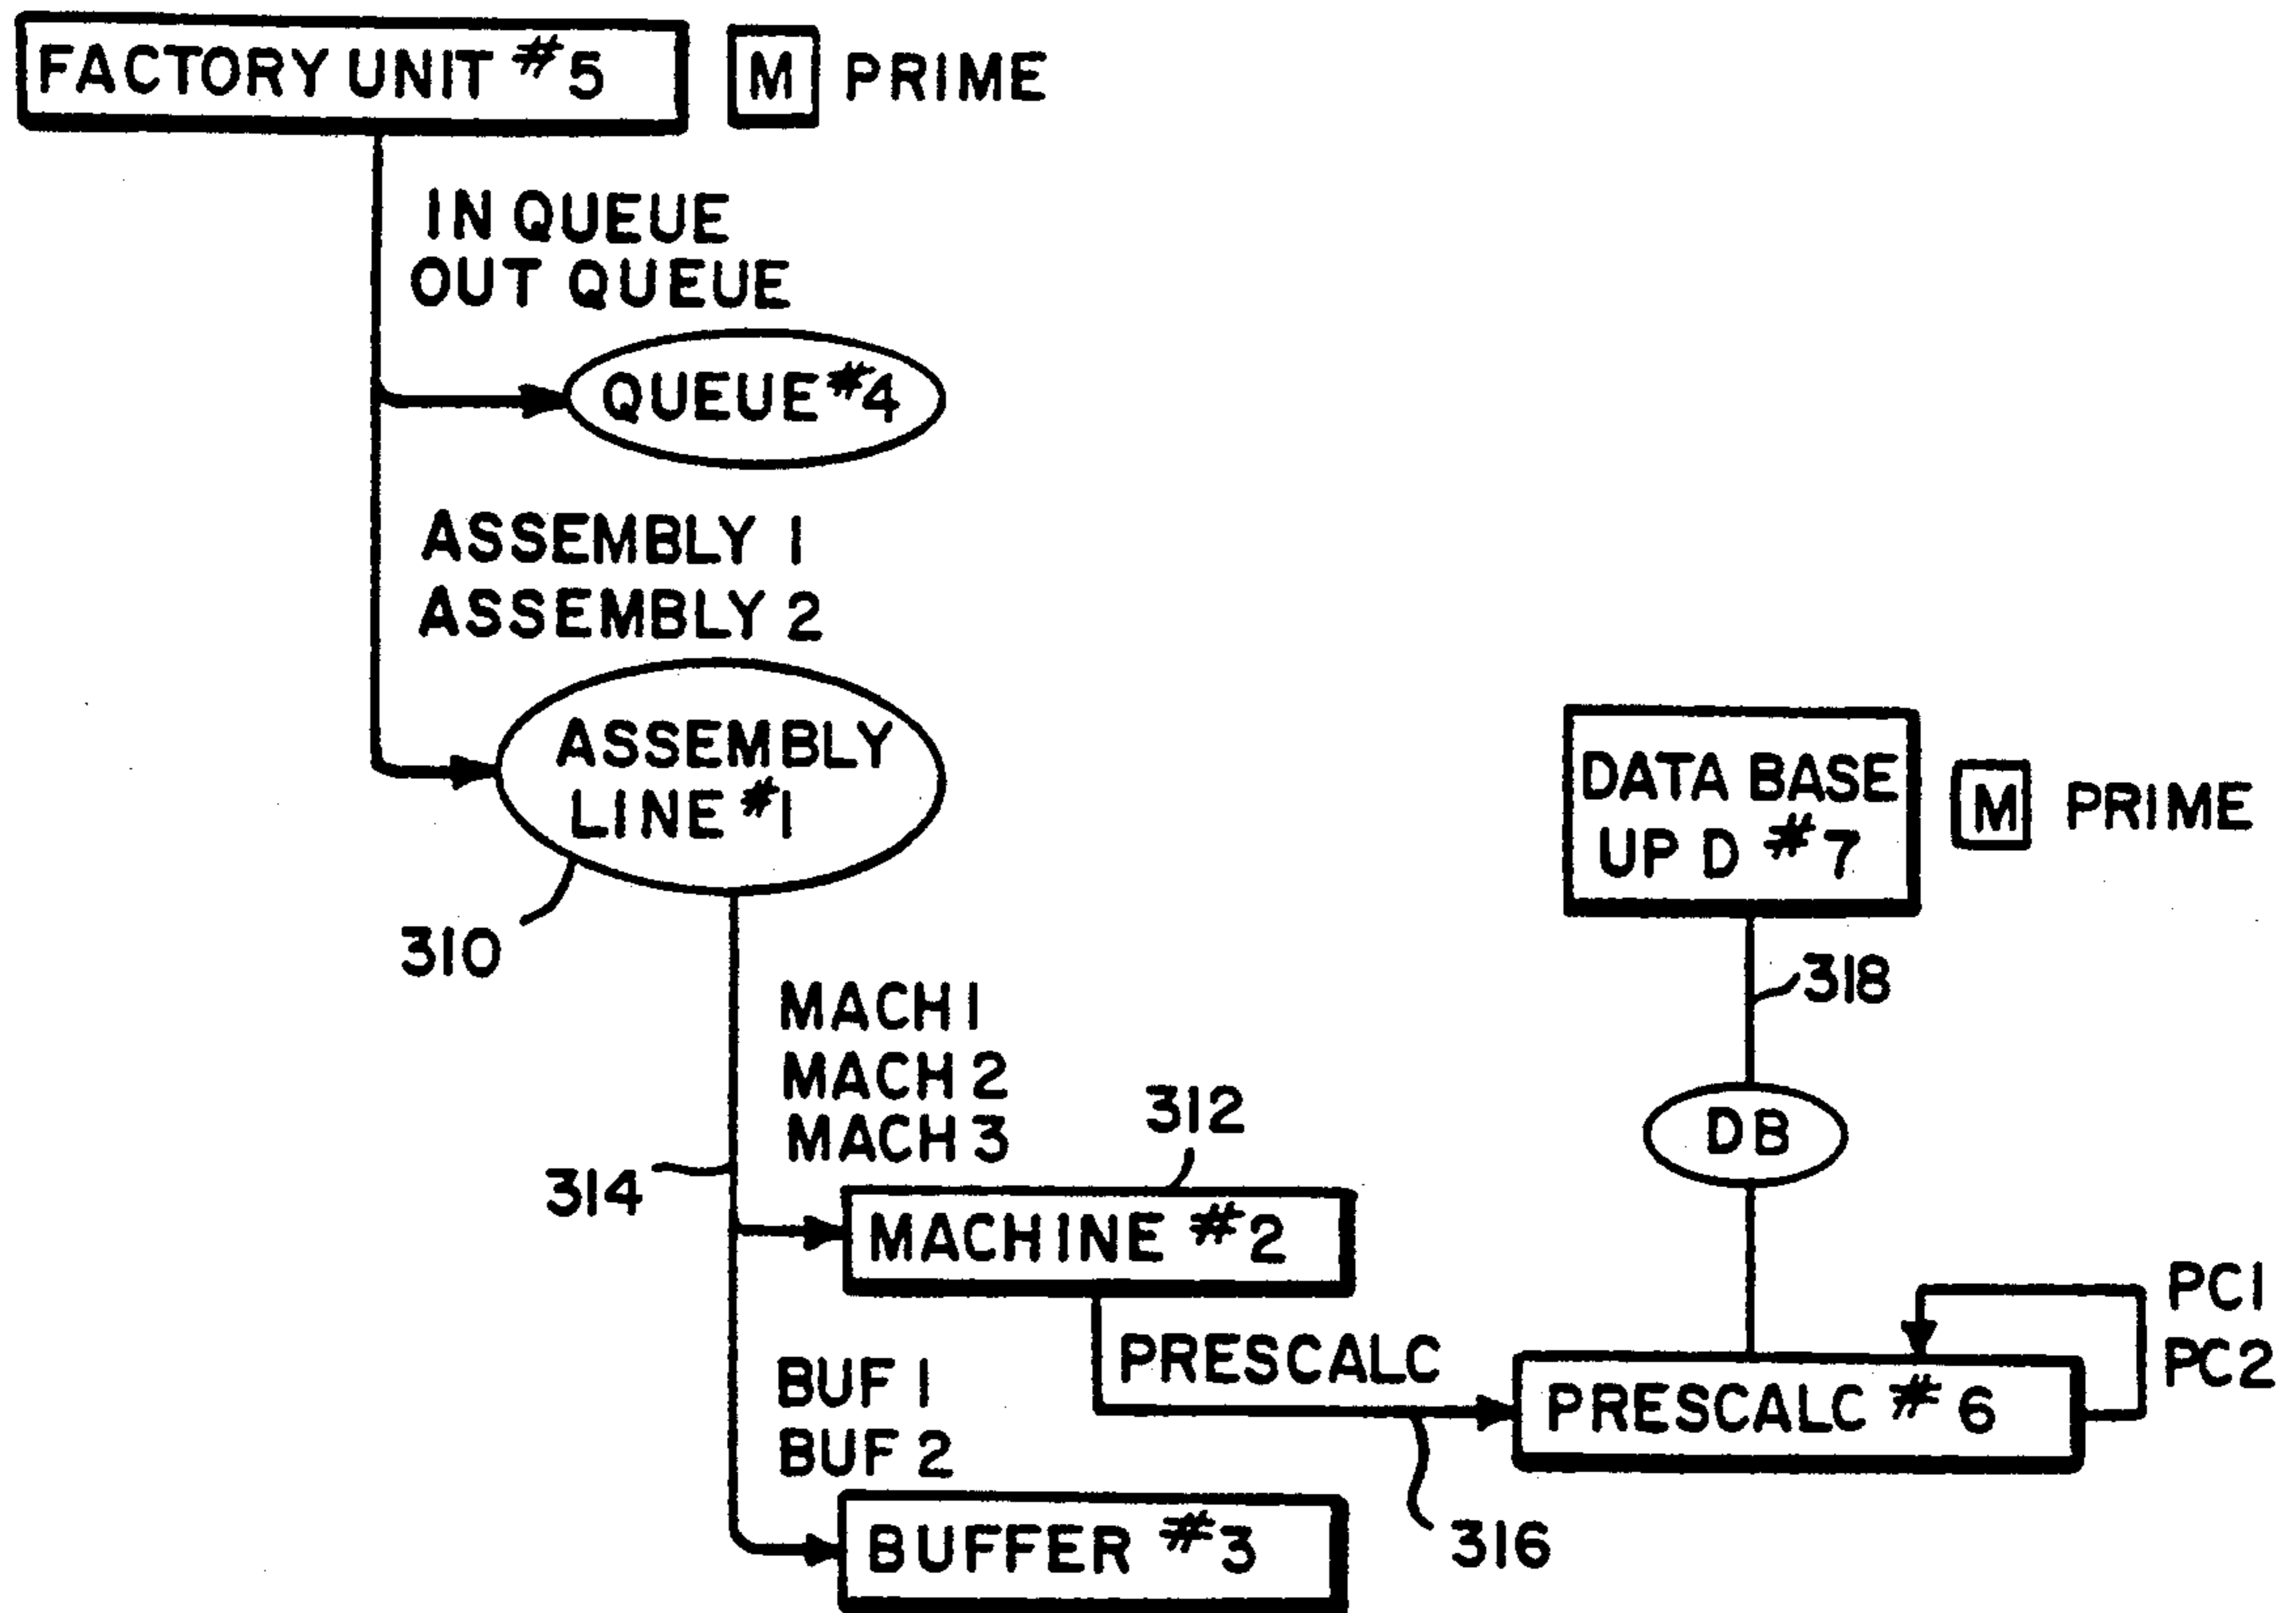 FACTORY UNIT #5
M PRIME
IN QUEUE
OUT QUEUE
QUEUE #4
ASSEMBLY 1
ASSEMBLY 2
ASSEMBLY
LINE #1
310
DATA BASE
UP D #7
M PRIME
318
DB
MACH 1
MACH 2
MACH 3
312
314
MACHINE #2
PRESCALC
PC1
PC2
PRESCALC # 6
BUF 1
BUF 2
316
BUFFER #3